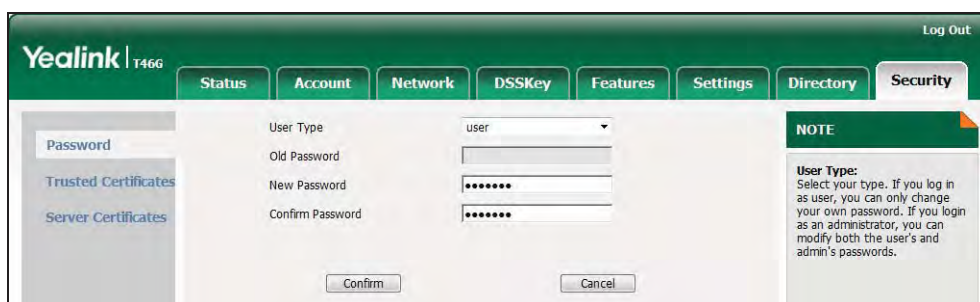 Log Out
Yealink T46G
Status Account Network DSSKey Features Settings Directory Security
Password
Trusted Certificates
Server Certificates
User Type user
Old Password
New Password •••••••
Confirm Password •••••••
Confirm Cancel
NOTE
User Type:
Select your type. If you log in
as user, you can only change
your own password. If you login
as an administrator, you can
modify both the user's and
admin's passwords.